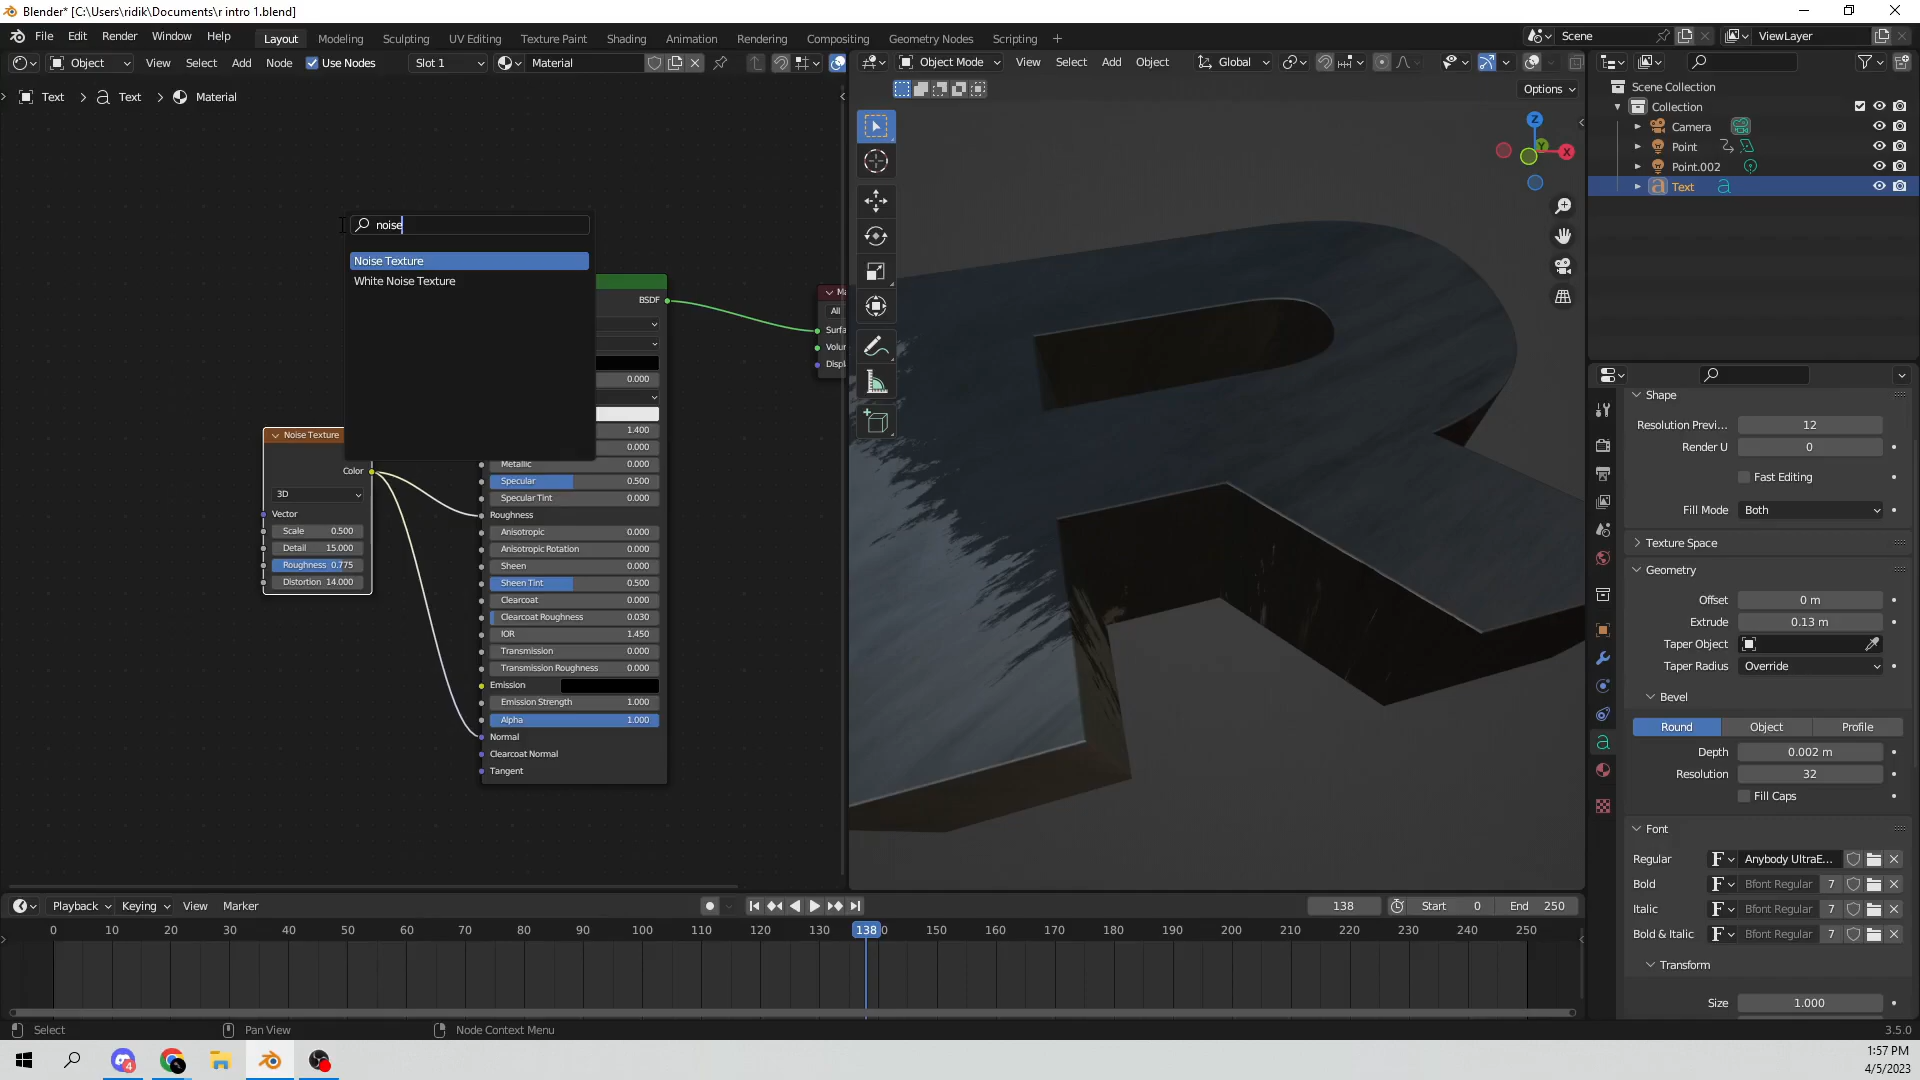 Blender* [C:\Users\ridik\Documents\r intro 1.blend]
File Edit Render Window Help
Layout Modeling Sculpting UV Editing Texture Paint Shading Animation Rendering Compositing Geometry Nodes Scripting
Scene
ViewLayer
Object View Select Add Node Use Nodes Slot 1 Material
Object Mode View Select Add Object Global
Options
Text > Text > Material
noise
Noise Texture
White Noise Texture
BSDF
All
0.000
1.400
0.000
Metallic 0.000
Specular 0.500
Specular Tint 0.000
Roughness
Anisotropic 0.000
Anisotropic Rotation 0.000
Sheen 0.000
Sheen Tint 0.500
Clearcoat 0.000
Clearcoat Roughness 0.030
IOR 1.450
Transmission 0.000
Transmission Roughness 0.000
Emission
Emission Strength 1.000
Alpha 1.000
Normal
Clearcoat Normal
Tangent
Noise Texture
Color
3D
Vector
Scale 0.500
Detail 15.000
Roughness 0.775
Distortion 14.000
Ma
Surfa
Volur
Displ
Z
Y
X
R
Scene Collection
Collection
Camera
Point
Point.002
Text
Shape
Resolution Previ... 12
Render U 0
Fast Editing
Fill Mode Both
Texture Space
Geometry
Offset 0 m
Extrude 0.13 m
Taper Object
Taper Radius Override
Bevel
Round Object Profile
Depth 0.002 m
Resolution 32
Fill Caps
Font
Regular F Anybody UltraE...
Bold F Bfont Regular 7
Italic F Bfont Regular 7
Bold & Italic F Bfont Regular 7
Transform
Size 1.000
Playback Keying View Marker
138 Start 0 End 250
0 10 20 30 40 50 60 70 80 90 100 110 120 130 138 0 150 160 170 180 190 200 210 220 230 240 250
Select Pan View Node Context Menu
3.5.0
4
1:57 PM
4/5/2023